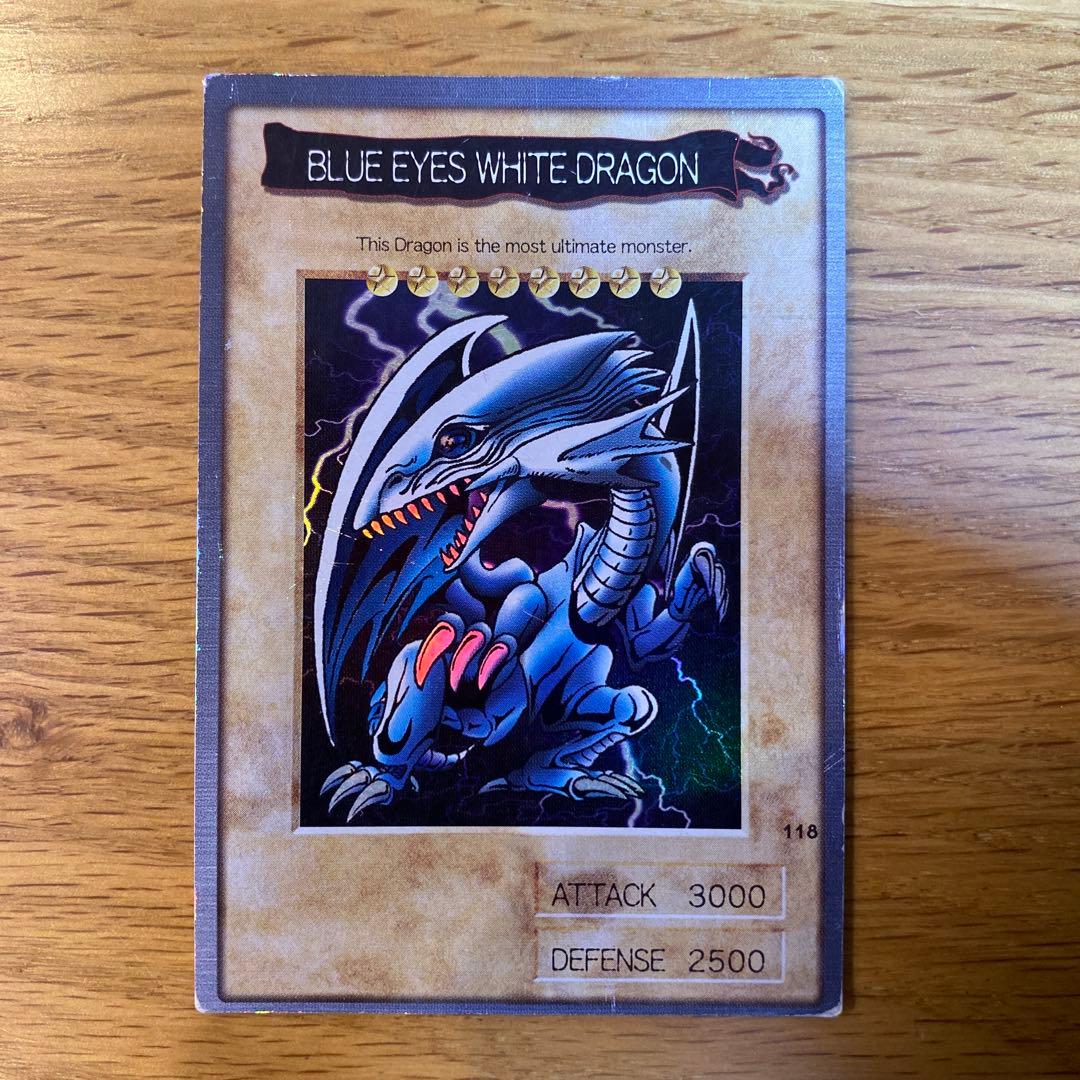 BLUE EYES WHITE DRAGON
This Dragon is the most ultimate monster.
118
ATTACK 3000
DEFENSE 2500